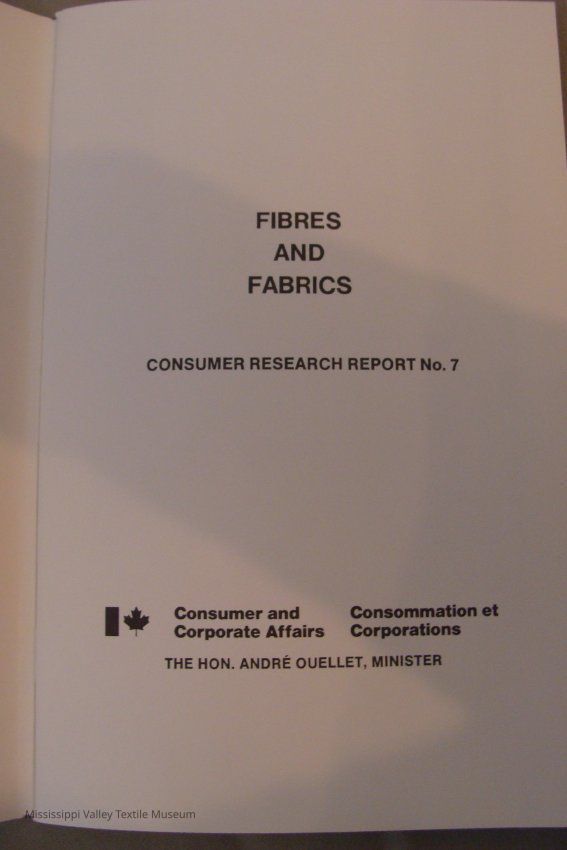 FIBRES
AND
FABRICS
CONSUMER RESEARCH REPORT No. 7
Consumer and
Corporate Affairs
Consommation et
Corporations
THE HON. ANDRÉ OUELLET, MINISTER
Mississippi Valley Textile Museum